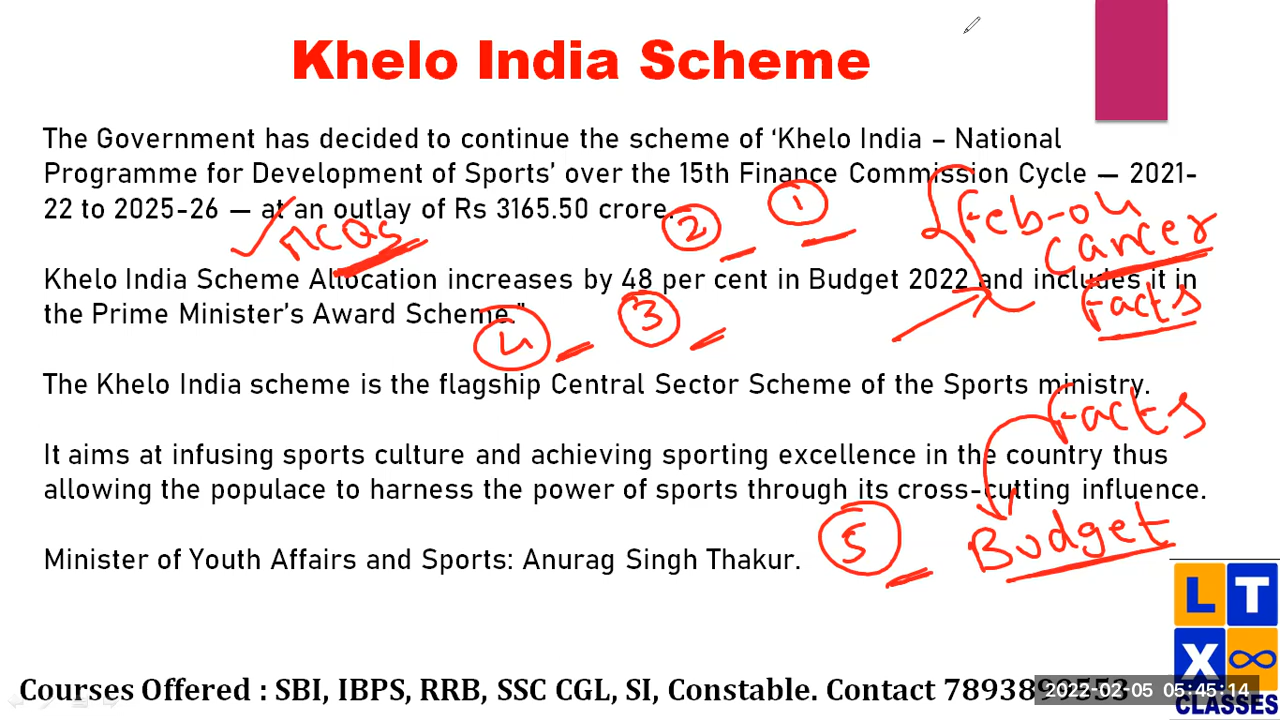 Khelo India Scheme
The Government has decided to continue the scheme of ‘Khelo India – National
Programme for Development of Sports’ over the 15th Finance Commission Cycle — 2021-
22 to 2025-26 — at an outlay of Rs 3165.50 crore.
1
2
Feb-04
MCQs
Cancer
Khelo India Scheme Allocation increases by 48 per cent in Budget 2022 and includes it in
the Prime Minister’s Award Scheme."
Facts
3
4
The Khelo India scheme is the flagship Central Sector Scheme of the Sports ministry.
Facts
It aims at infusing sports culture and achieving sporting excellence in the country thus
allowing the populace to harness the power of sports through its cross-cutting influence.
5
Budget
Minister of Youth Affairs and Sports: Anurag Singh Thakur.
L T
X ∞
CLASSES
Courses Offered : SBI, IBPS, RRB, SSC CGL, SI, Constable. Contact 7893899553
2022-02-05 05:45:14